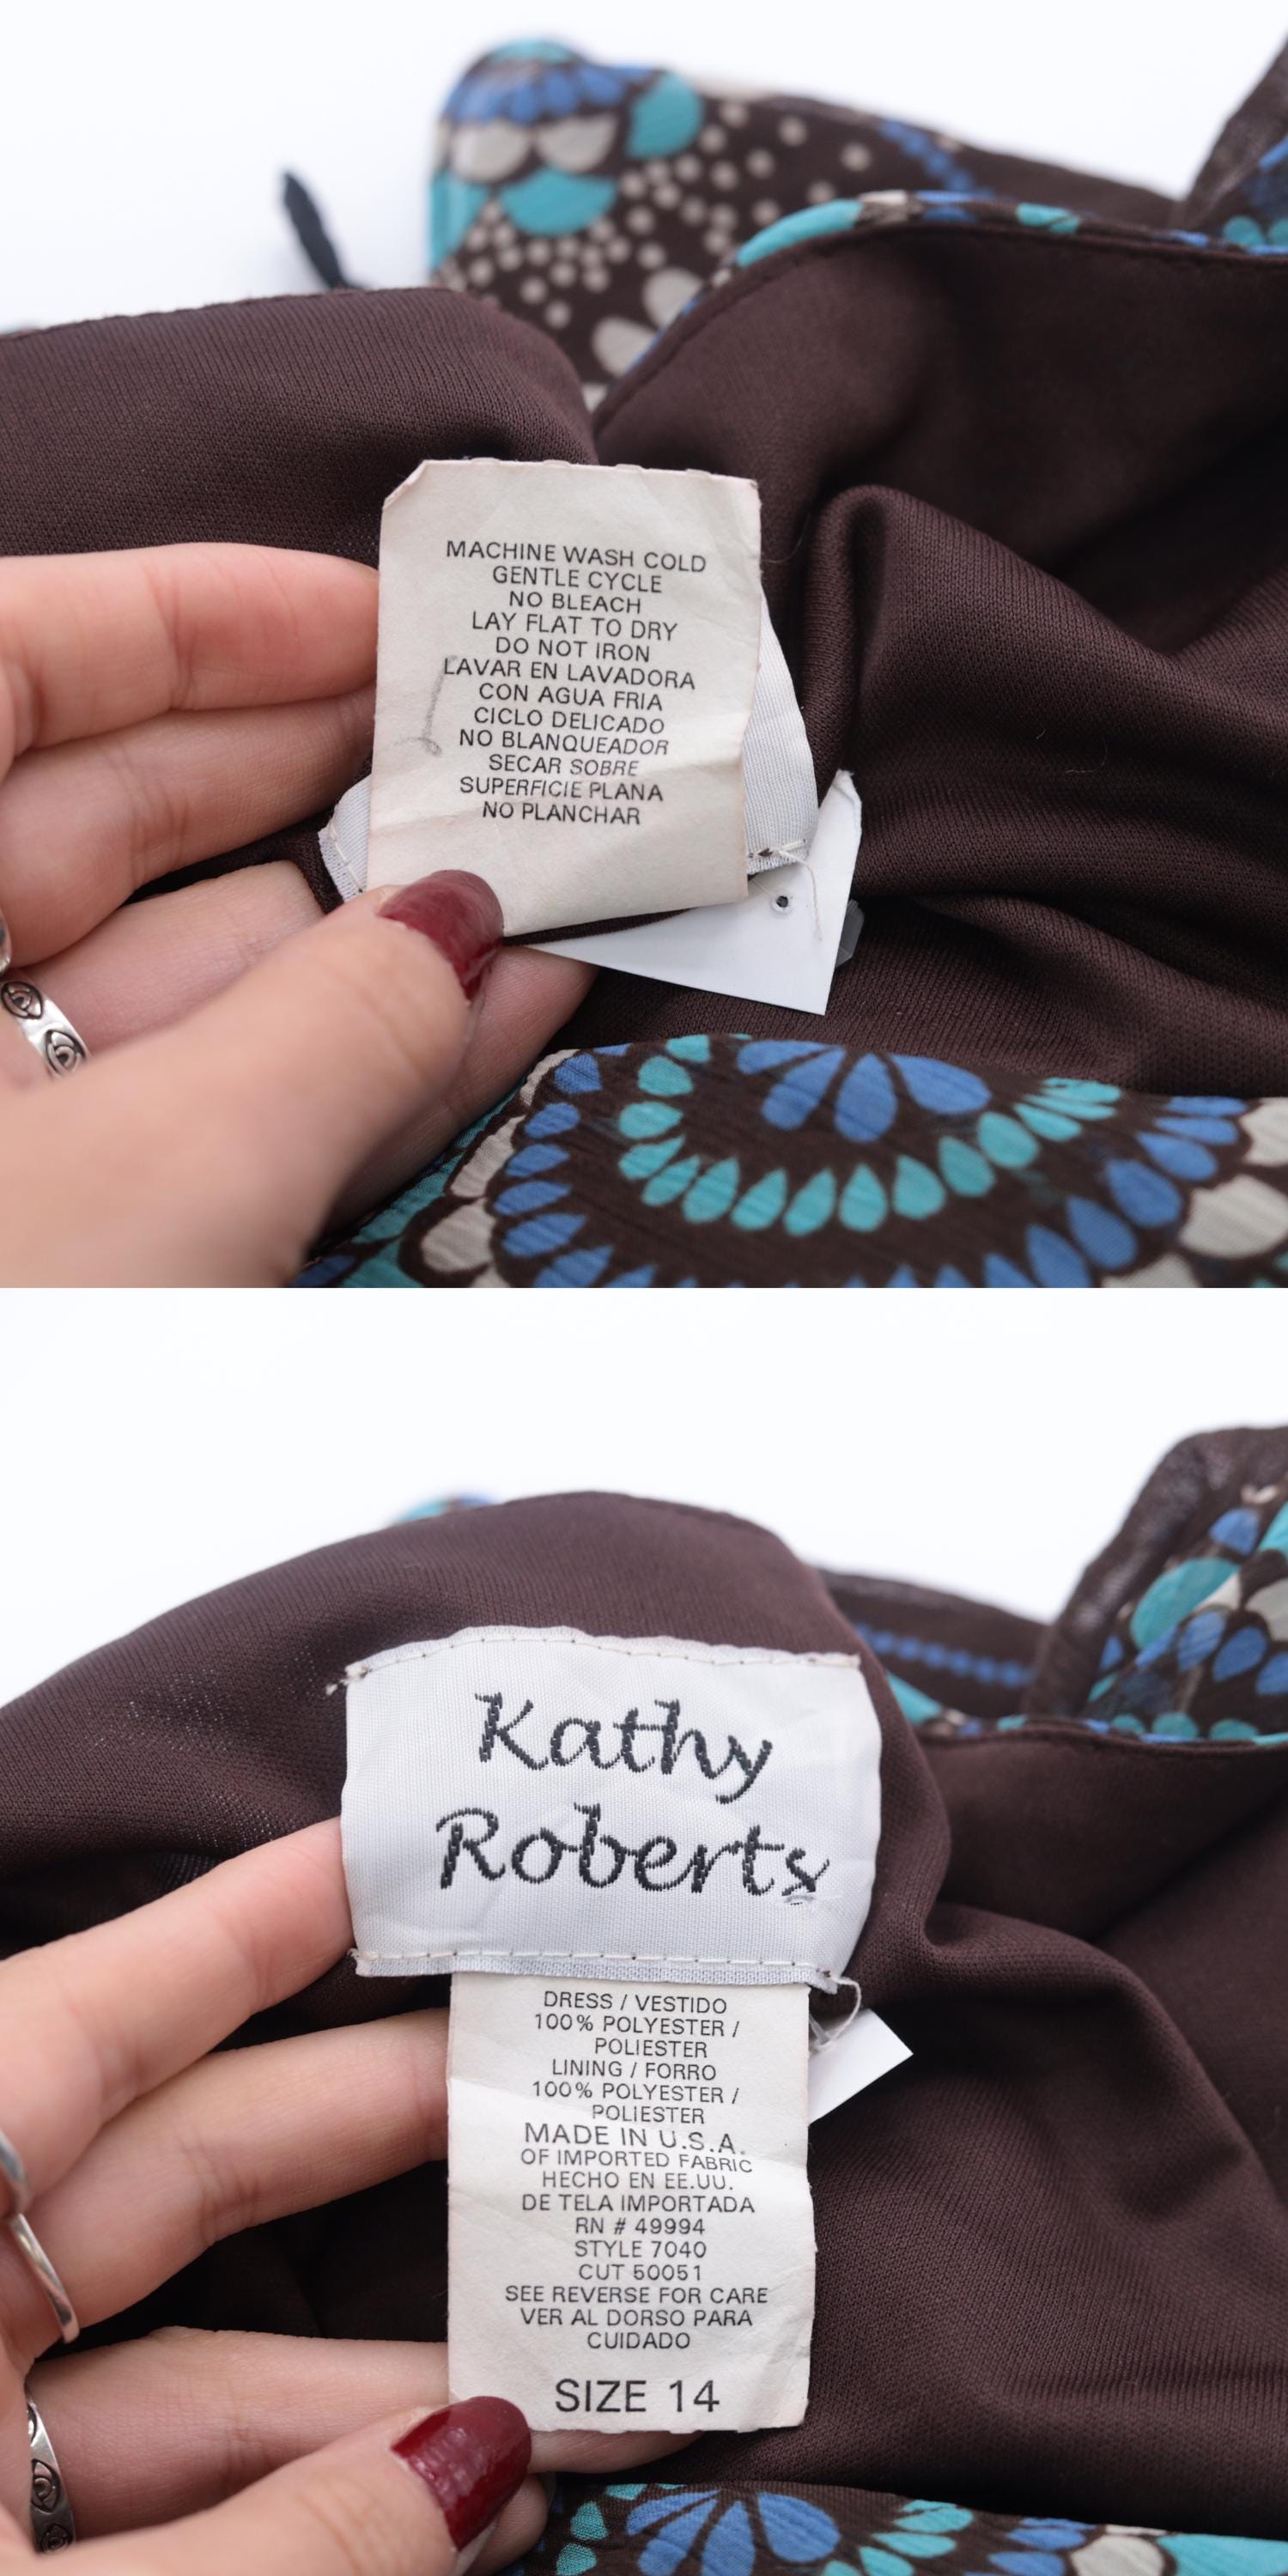 MACHINE WASH COLD
GENTLE CYCLE
NO BLEACH
LAY FLAT TO DRY
DO NOT IRON
LAVAR EN LAVADORA
CON AGUA FRIA
CICLO DELICADO
NO BLANQUEADOR
SECAR SOBRE
SUPERFICIE PLANA
NO PLANCHAR
Kathy
Roberts
DRESS / VESTIDO
100% POLYESTER /
POLIESTER
LINING / FORRO
100% POLYESTER /
POLIESTER
MADE IN U.S.A.
OF IMPORTED FABRIC
HECHO EN EE.UU.
DE TELA IMPORTADA
RN # 49994
STYLE 7040
CUT 50051
SEE REVERSE FOR CARE
VER AL DORSO PARA
CUIDADO
SIZE 14